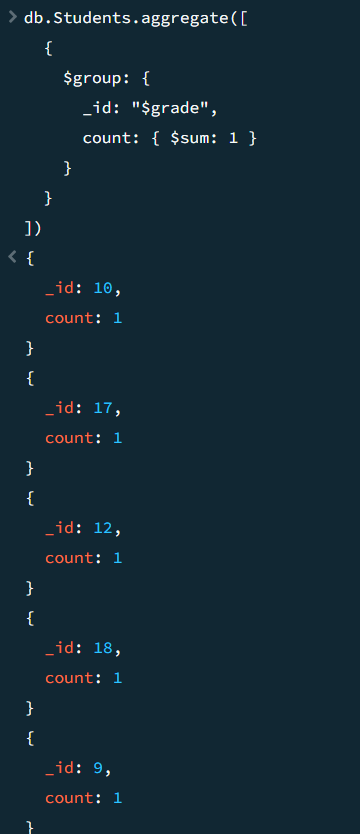 > db.Students.aggregate([
{
$group: {
_id: "$grade",
count: { $sum: 1 }
}
}
])
< {
_id: 10,
count: 1
}
{
_id: 17,
count: 1
}
{
_id: 12,
count: 1
}
{
_id: 18,
count: 1
}
{
_id: 9,
count: 1
}